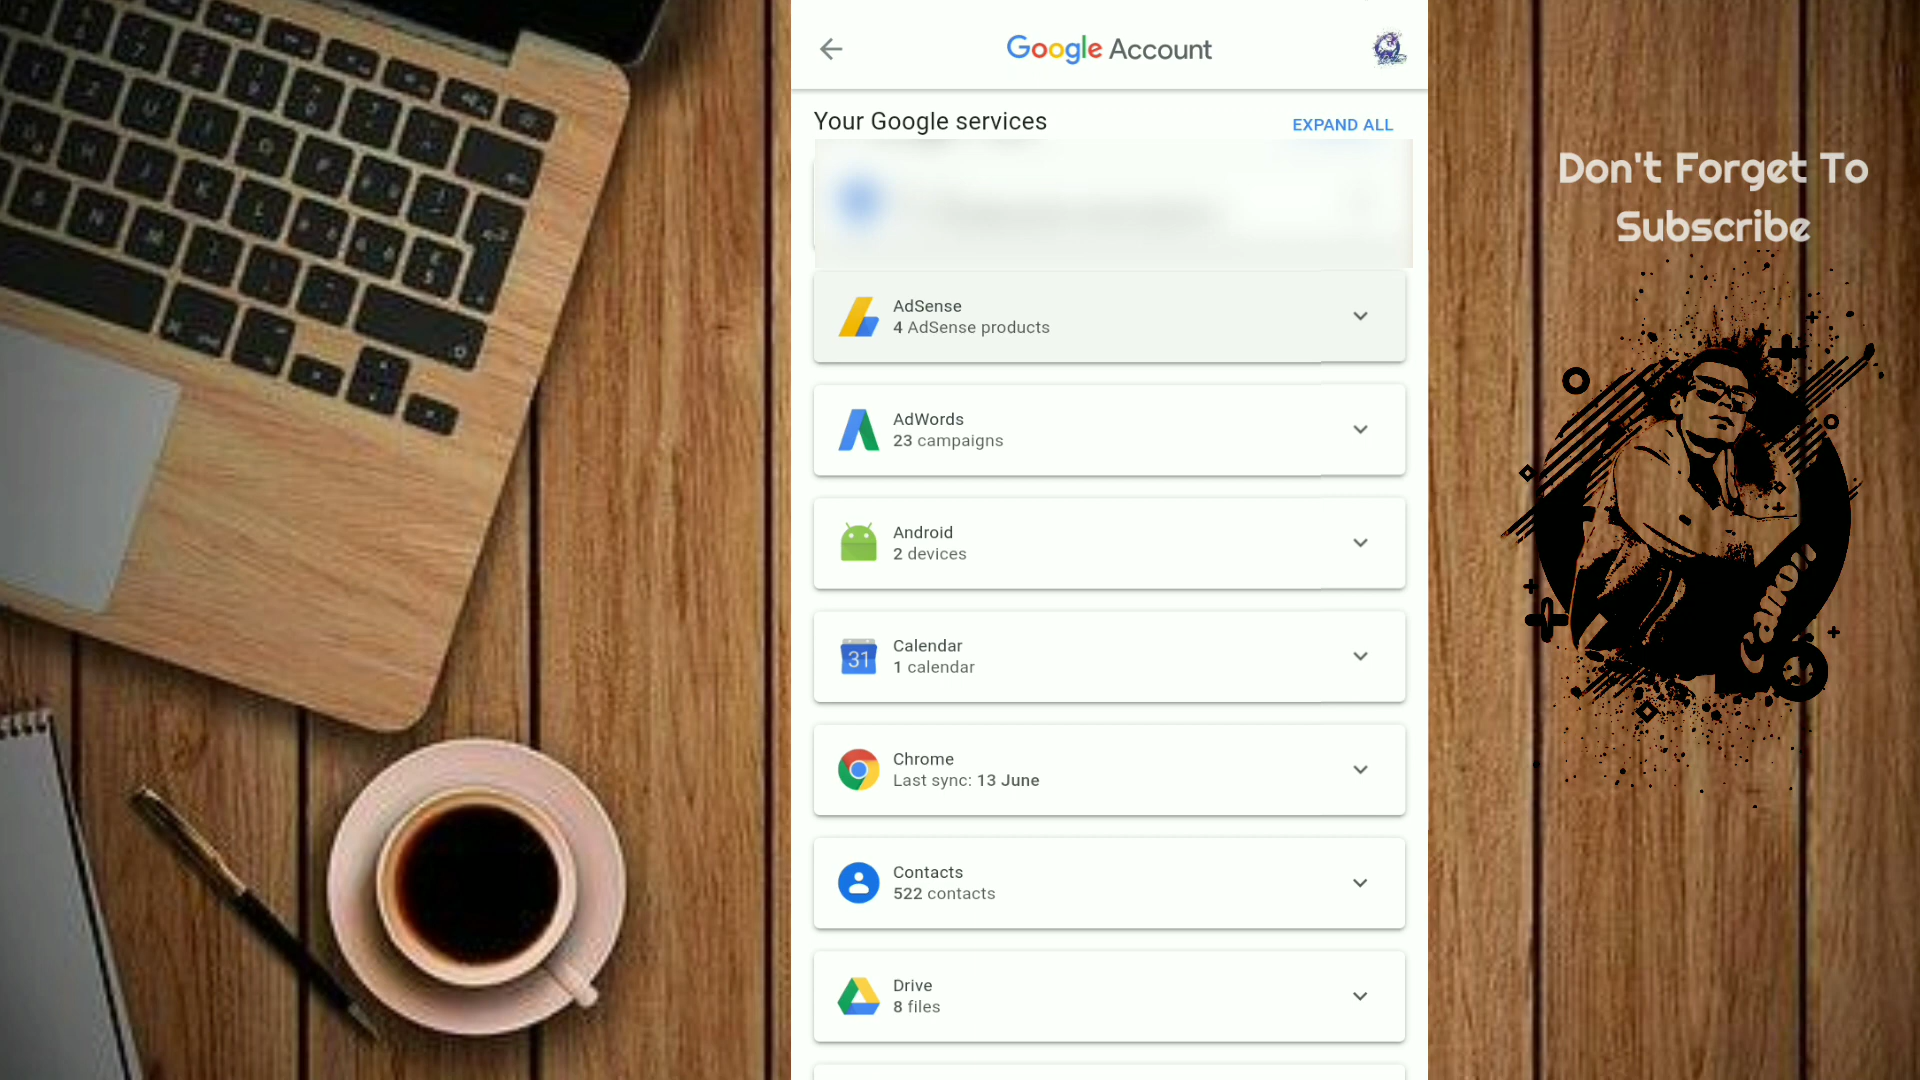 Google Account
Your Google services
EXPAND ALL
AdSense
4 AdSense products
AdWords
23 campaigns
Android
2 devices
31
Calendar
1 calendar
Chrome
Last sync: 13 June
Contacts
522 contacts
Drive
8 files
Don't Forget To
Subscribe
Canon